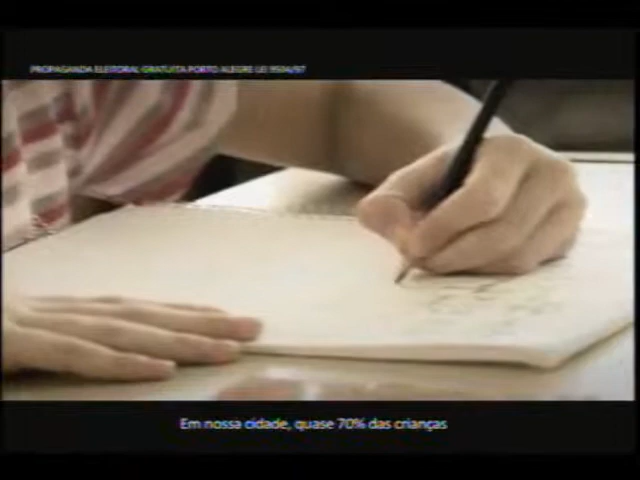 PROPAGANDA ELEITORAL GRATUITA PORTO ALEGRE LEI 9504/97
Em nossa cidade, quase 70% das crianças